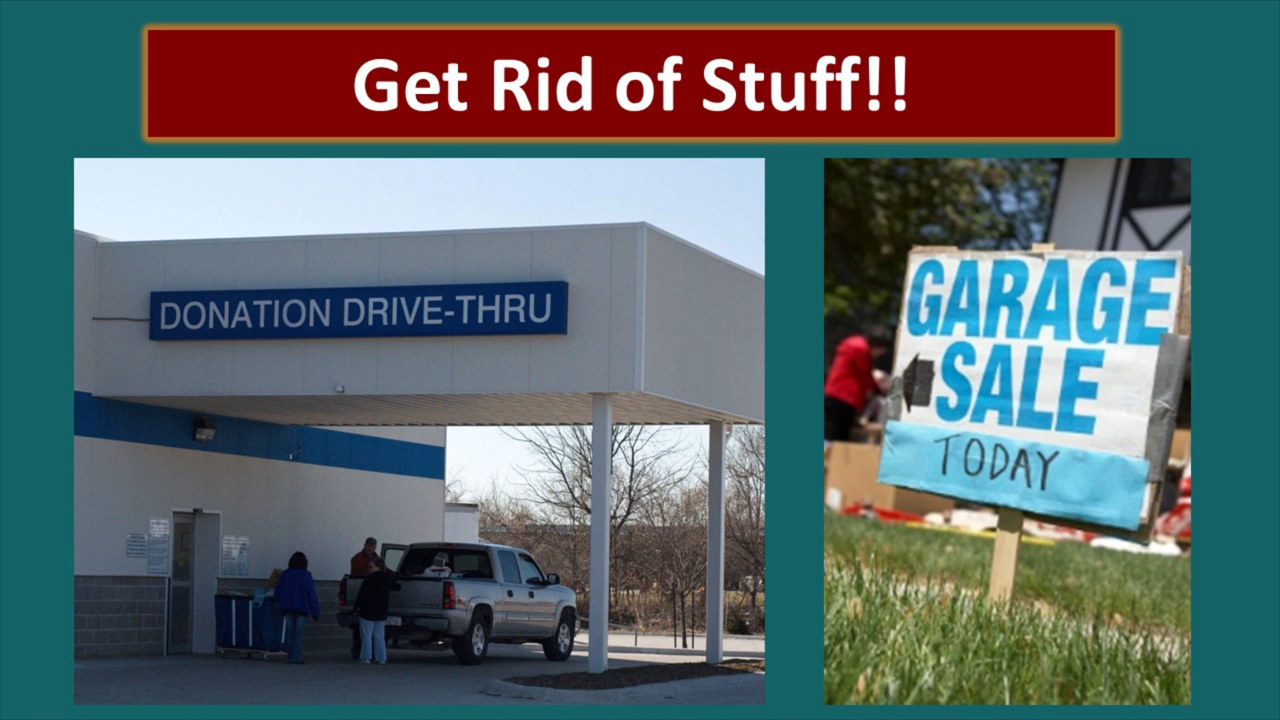 Get Rid of Stuff!!
DONATION DRIVE-THRU
GARAGE
SALE
TODAY